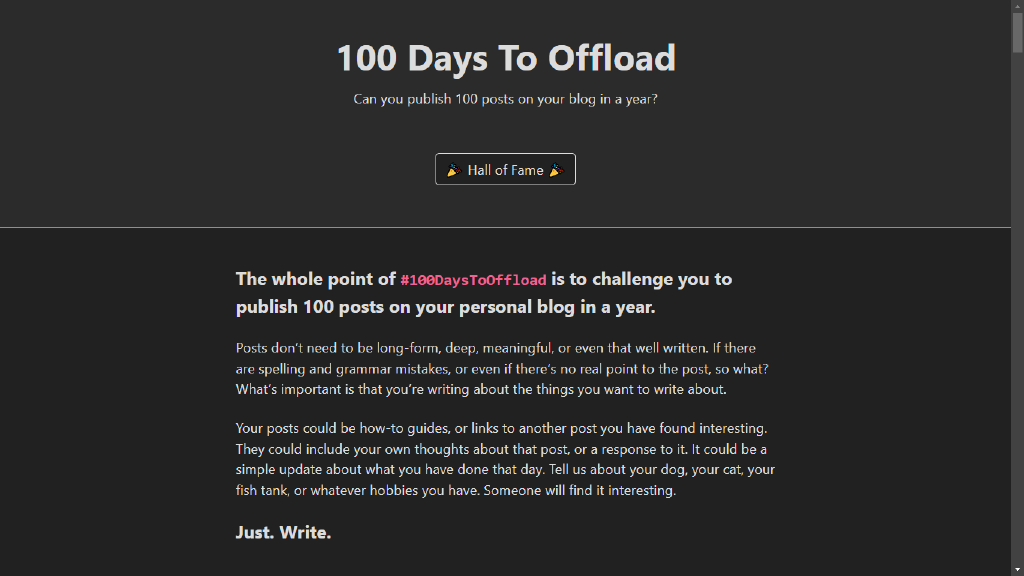 100 Days To Offload
Can you publish 100 posts on your blog in a year?
🎉 Hall of Fame 🎉
The whole point of #100DaysToOffload is to challenge you to
publish 100 posts on your personal blog in a year.
Posts don't need to be long-form, deep, meaningful, or even that well written. If there
are spelling and grammar mistakes, or even if there's no real point to the post, so what?
What's important is that you're writing about the things you want to write about.
Your posts could be how-to guides, or links to another post you have found interesting.
They could include your own thoughts about that post, or a response to it. It could be a
simple update about what you have done that day. Tell us about your dog, your cat, your
fish tank, or whatever hobbies you have. Someone will find it interesting.
Just. Write.